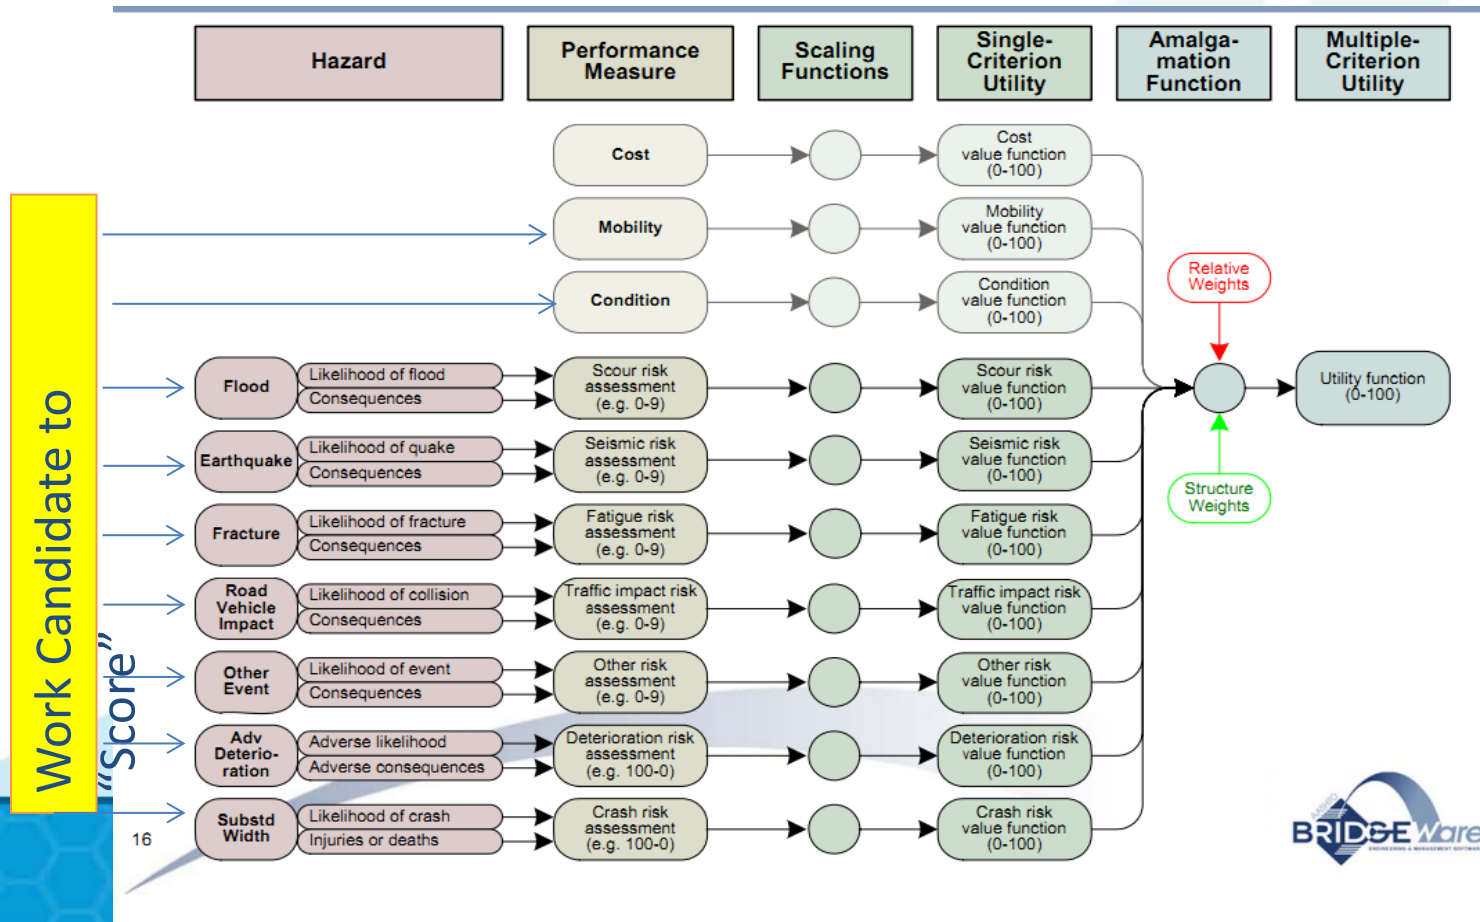 Hazard
Performance
Measure
Scaling
Functions
Single-
Criterion
Utility
Amalga-
mation
Function
Multiple-
Criterion
Utility
Cost
Cost
value function
(0-100)
Mobility
Mobility
value function
(0-100)
Condition
Condition
value function
(0-100)
Relative
Weights
Flood
Likelihood of flood
Consequences
Scour risk
assessment
(e.g. 0-9)
Scour risk
value function
(0-100)
Utility function
(0-100)
Earthquake
Likelihood of quake
Consequences
Seismic risk
assessment
(e.g. 0-9)
Seismic risk
value function
(0-100)
Structure
Weights
Fracture
Likelihood of fracture
Consequences
Fatigue risk
assessment
(e.g. 0-9)
Fatigue risk
value function
(0-100)
Road
Vehicle
Impact
Likelihood of collision
Consequences
Traffic impact risk
assessment
(e.g. 0-9)
Traffic impact risk
value function
(0-100)
Other
Event
Likelihood of event
Consequences
Other risk
assessment
(e.g. 0-9)
Other risk
value function
(0-100)
Adv
Deterio-
ration
Adverse likelihood
Adverse consequences
Deterioration risk
assessment
(e.g. 100-0)
Deterioration risk
value function
(0-100)
Substd
Width
Likelihood of crash
Injuries or deaths
Crash risk
assessment
(e.g. 100-0)
Crash risk
value function
(0-100)
Work Candidate to
“Score”
16
AASHTO
BRIDGEWare
ENGINEERING & MANAGEMENT SOFTWARE